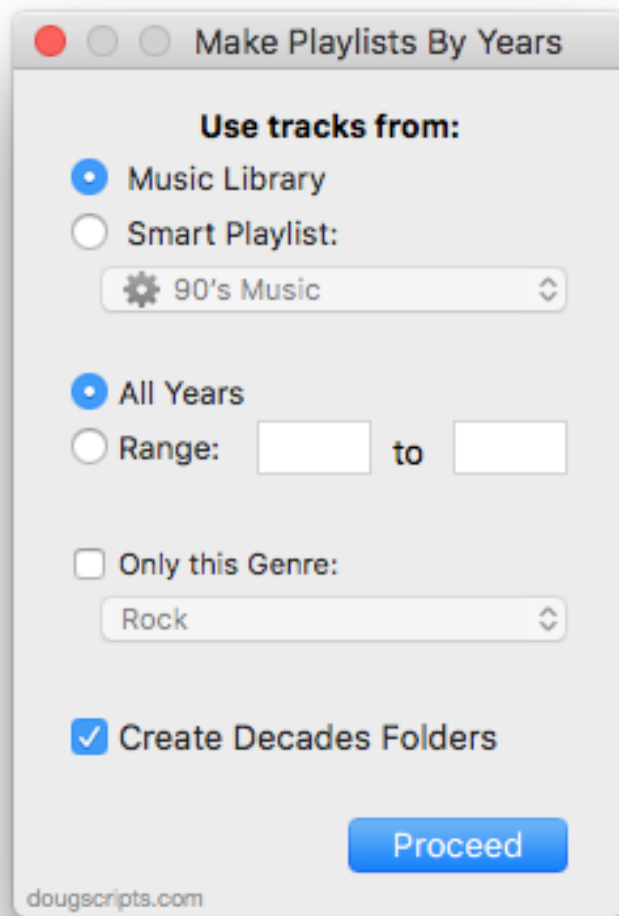 Make Playlists By Years
Use tracks from:
Music Library
Smart Playlist:
90's Music
All Years
Range: to
Only this Genre:
Rock
Create Decades Folders
Proceed
dougscripts.com